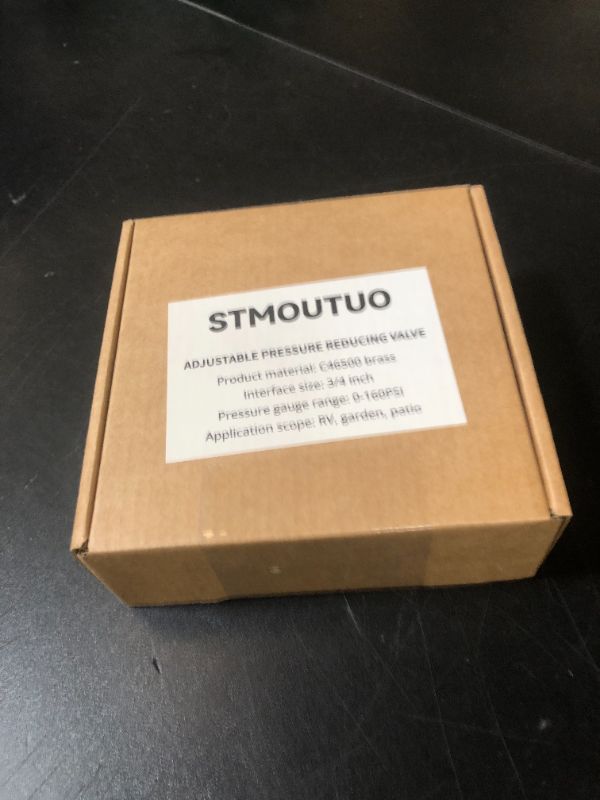 STMOUTUO
ADJUSTABLE PRESSURE REDUCING VALVE
Product material: C46500 brass
Interface size: 3/4 inch
Pressure gauge range: 0-160PSI
Application scope: RV, garden, patio